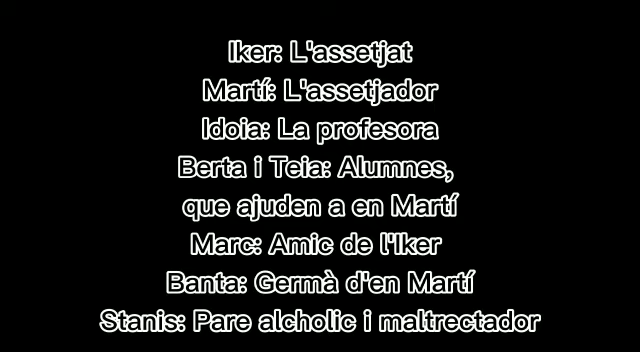 Iker: L'assetjat
Martí: L'assetjador
Idoia: La profesora
Berta i Teia: Alumnes,
que ajuden a en Martí
Marc: Amic de l'Iker
Banta: Germà d'en Martí
Stanis: Pare alcholic i maltrectador